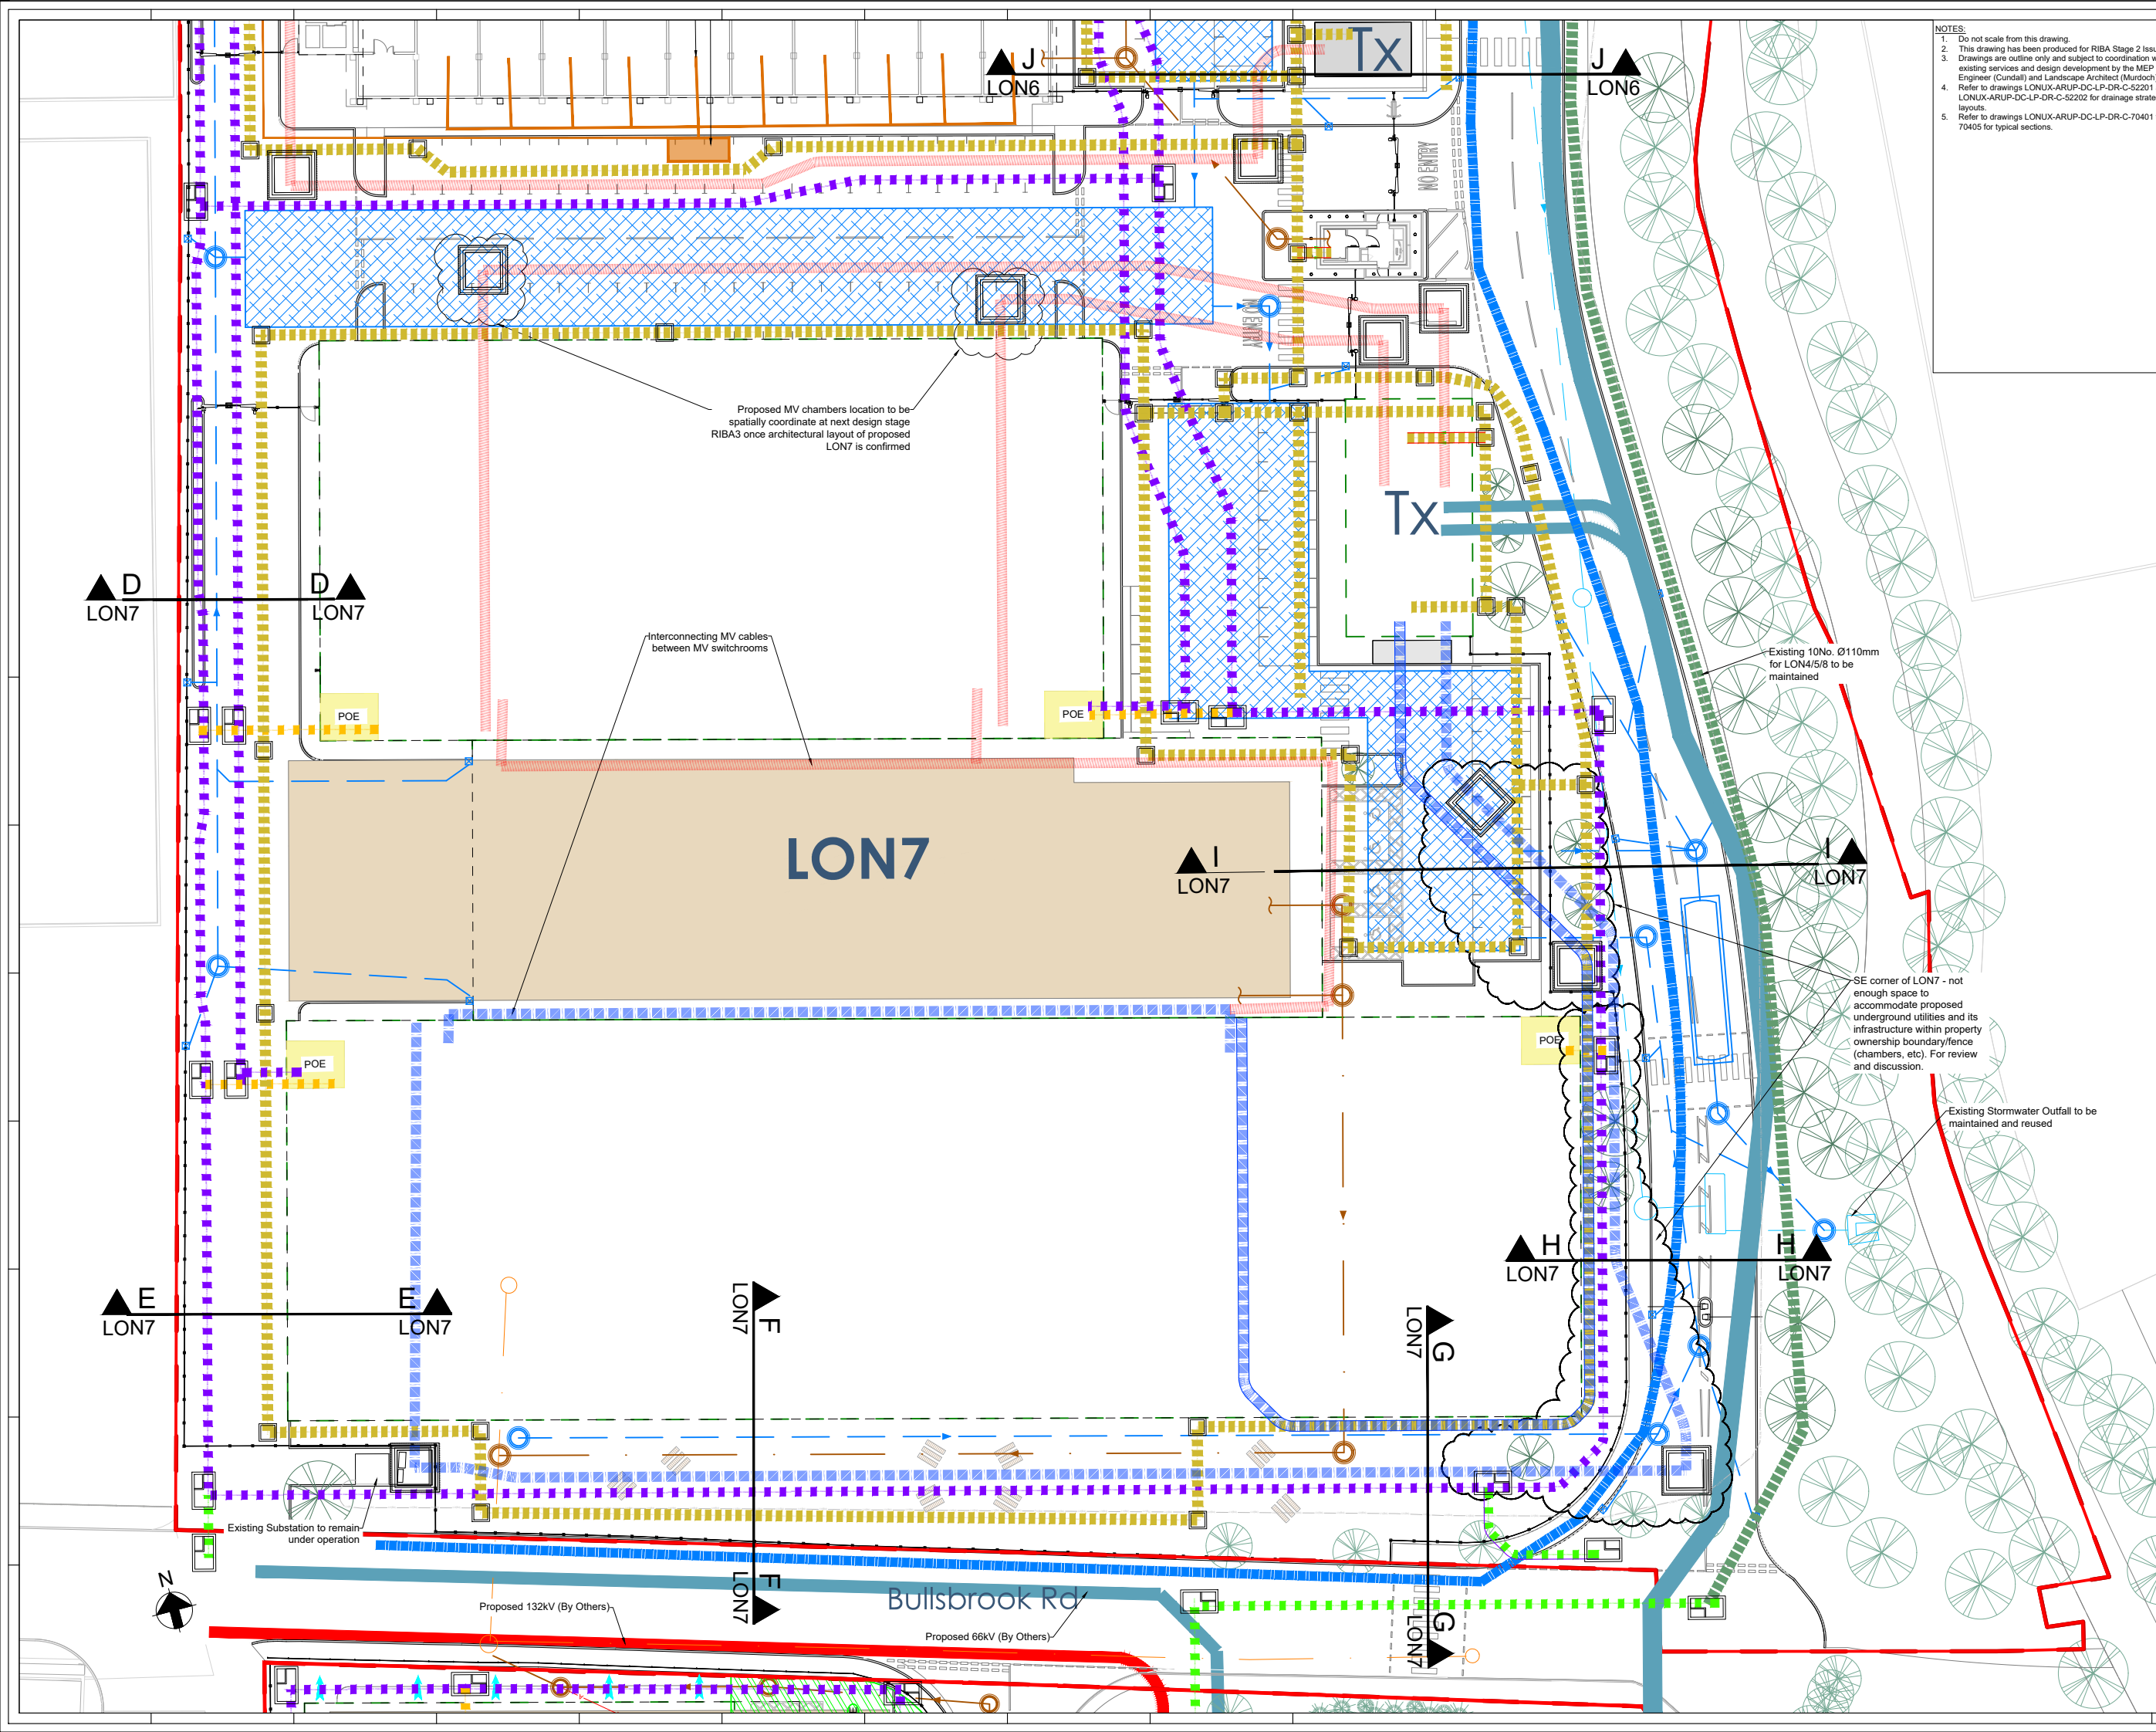 NOTES:
1. Do not scale from this drawing.
2. This drawing has been produced for RIBA Stage 2 Issu
3. Drawings are outline only and subject to coordination w
existing services and design development by the MEP
Engineer (Cundall) and Landscape Architect (Murdoch
4. Refer to drawings LONUX-ARUP-DC-LP-DR-C-52201
LONUX-ARUP-DC-LP-DR-C-52202 for drainage strate
layouts.
5. Refer to drawings LONUX-ARUP-DC-LP-DR-C-70401
70405 for typical sections.
J
LON6
Tx
J
LON6
NO ENTRY
NO ENTRY
Proposed MV chambers location to be
spatially coordinate at next design stage
RIBA3 once architectural layout of proposed
LON7 is confirmed
Tx
D
LON7
D
LON7
Interconnecting MV cables
between MV switchrooms
Existing 10No. Ø110mm
for LON4/5/8 to be
maintained
POE
POE
LON7
I
LON7
I
LON7
SE corner of LON7 - not
enough space to
accommodate proposed
underground utilities and its
infrastructure within property
ownership boundary/fence
(chambers, etc). For review
and discussion.
POE
POE
Existing Stormwater Outfall to be
maintained and reused
H
LON7
H
LON7
E
LON7
E
LON7
F
LON7
G
LON7
Existing Substation to remain
under operation
N
F
LON7
Bullsbrook Rd
Proposed 132kV (By Others)
Proposed 66kV (By Others)
G
LON7